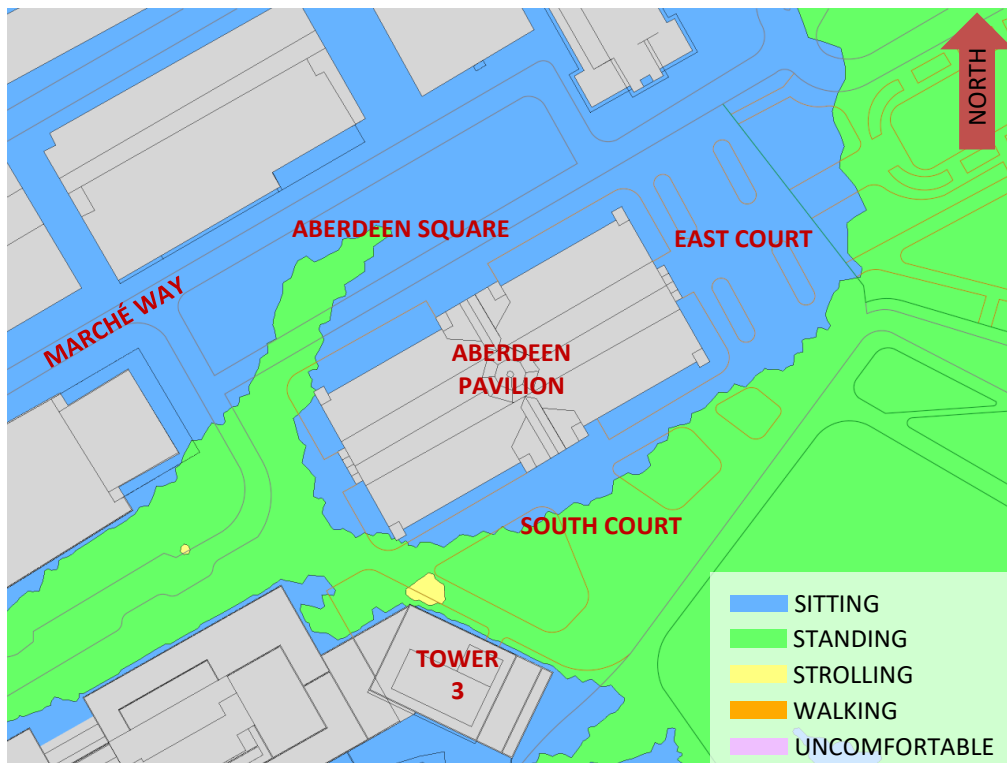 NORTH
ABERDEEN SQUARE
EAST COURT
MARCHÉ WAY
ABERDEEN
PAVILION
SOUTH COURT
TOWER
3
SITTING
STANDING
STROLLING
WALKING
UNCOMFORTABLE